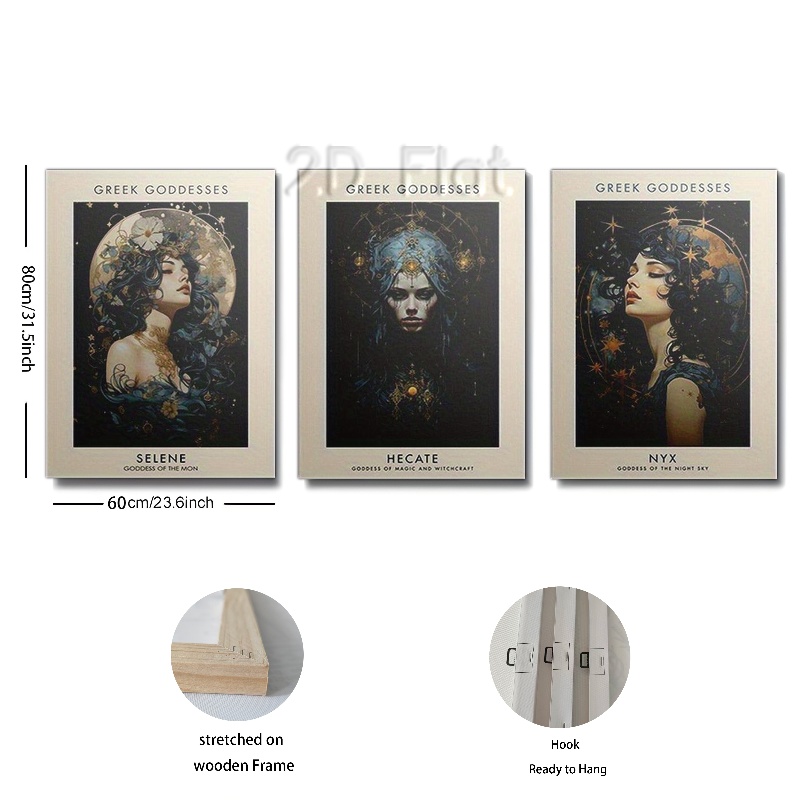 2D Flat
GREEK GODDESSES
GREEK GODDESSES
GREEK GODDESSES
80cm/31.5inch
SELENE
GODDESS OF THE MON
HECATE
GODDESS OF MAGIC AND WITCHCRAFT
NYX
GODDESS OF THE NIGHT SKY
60cm/23.6inch
stretched on
wooden Frame
Hook
Ready to Hang